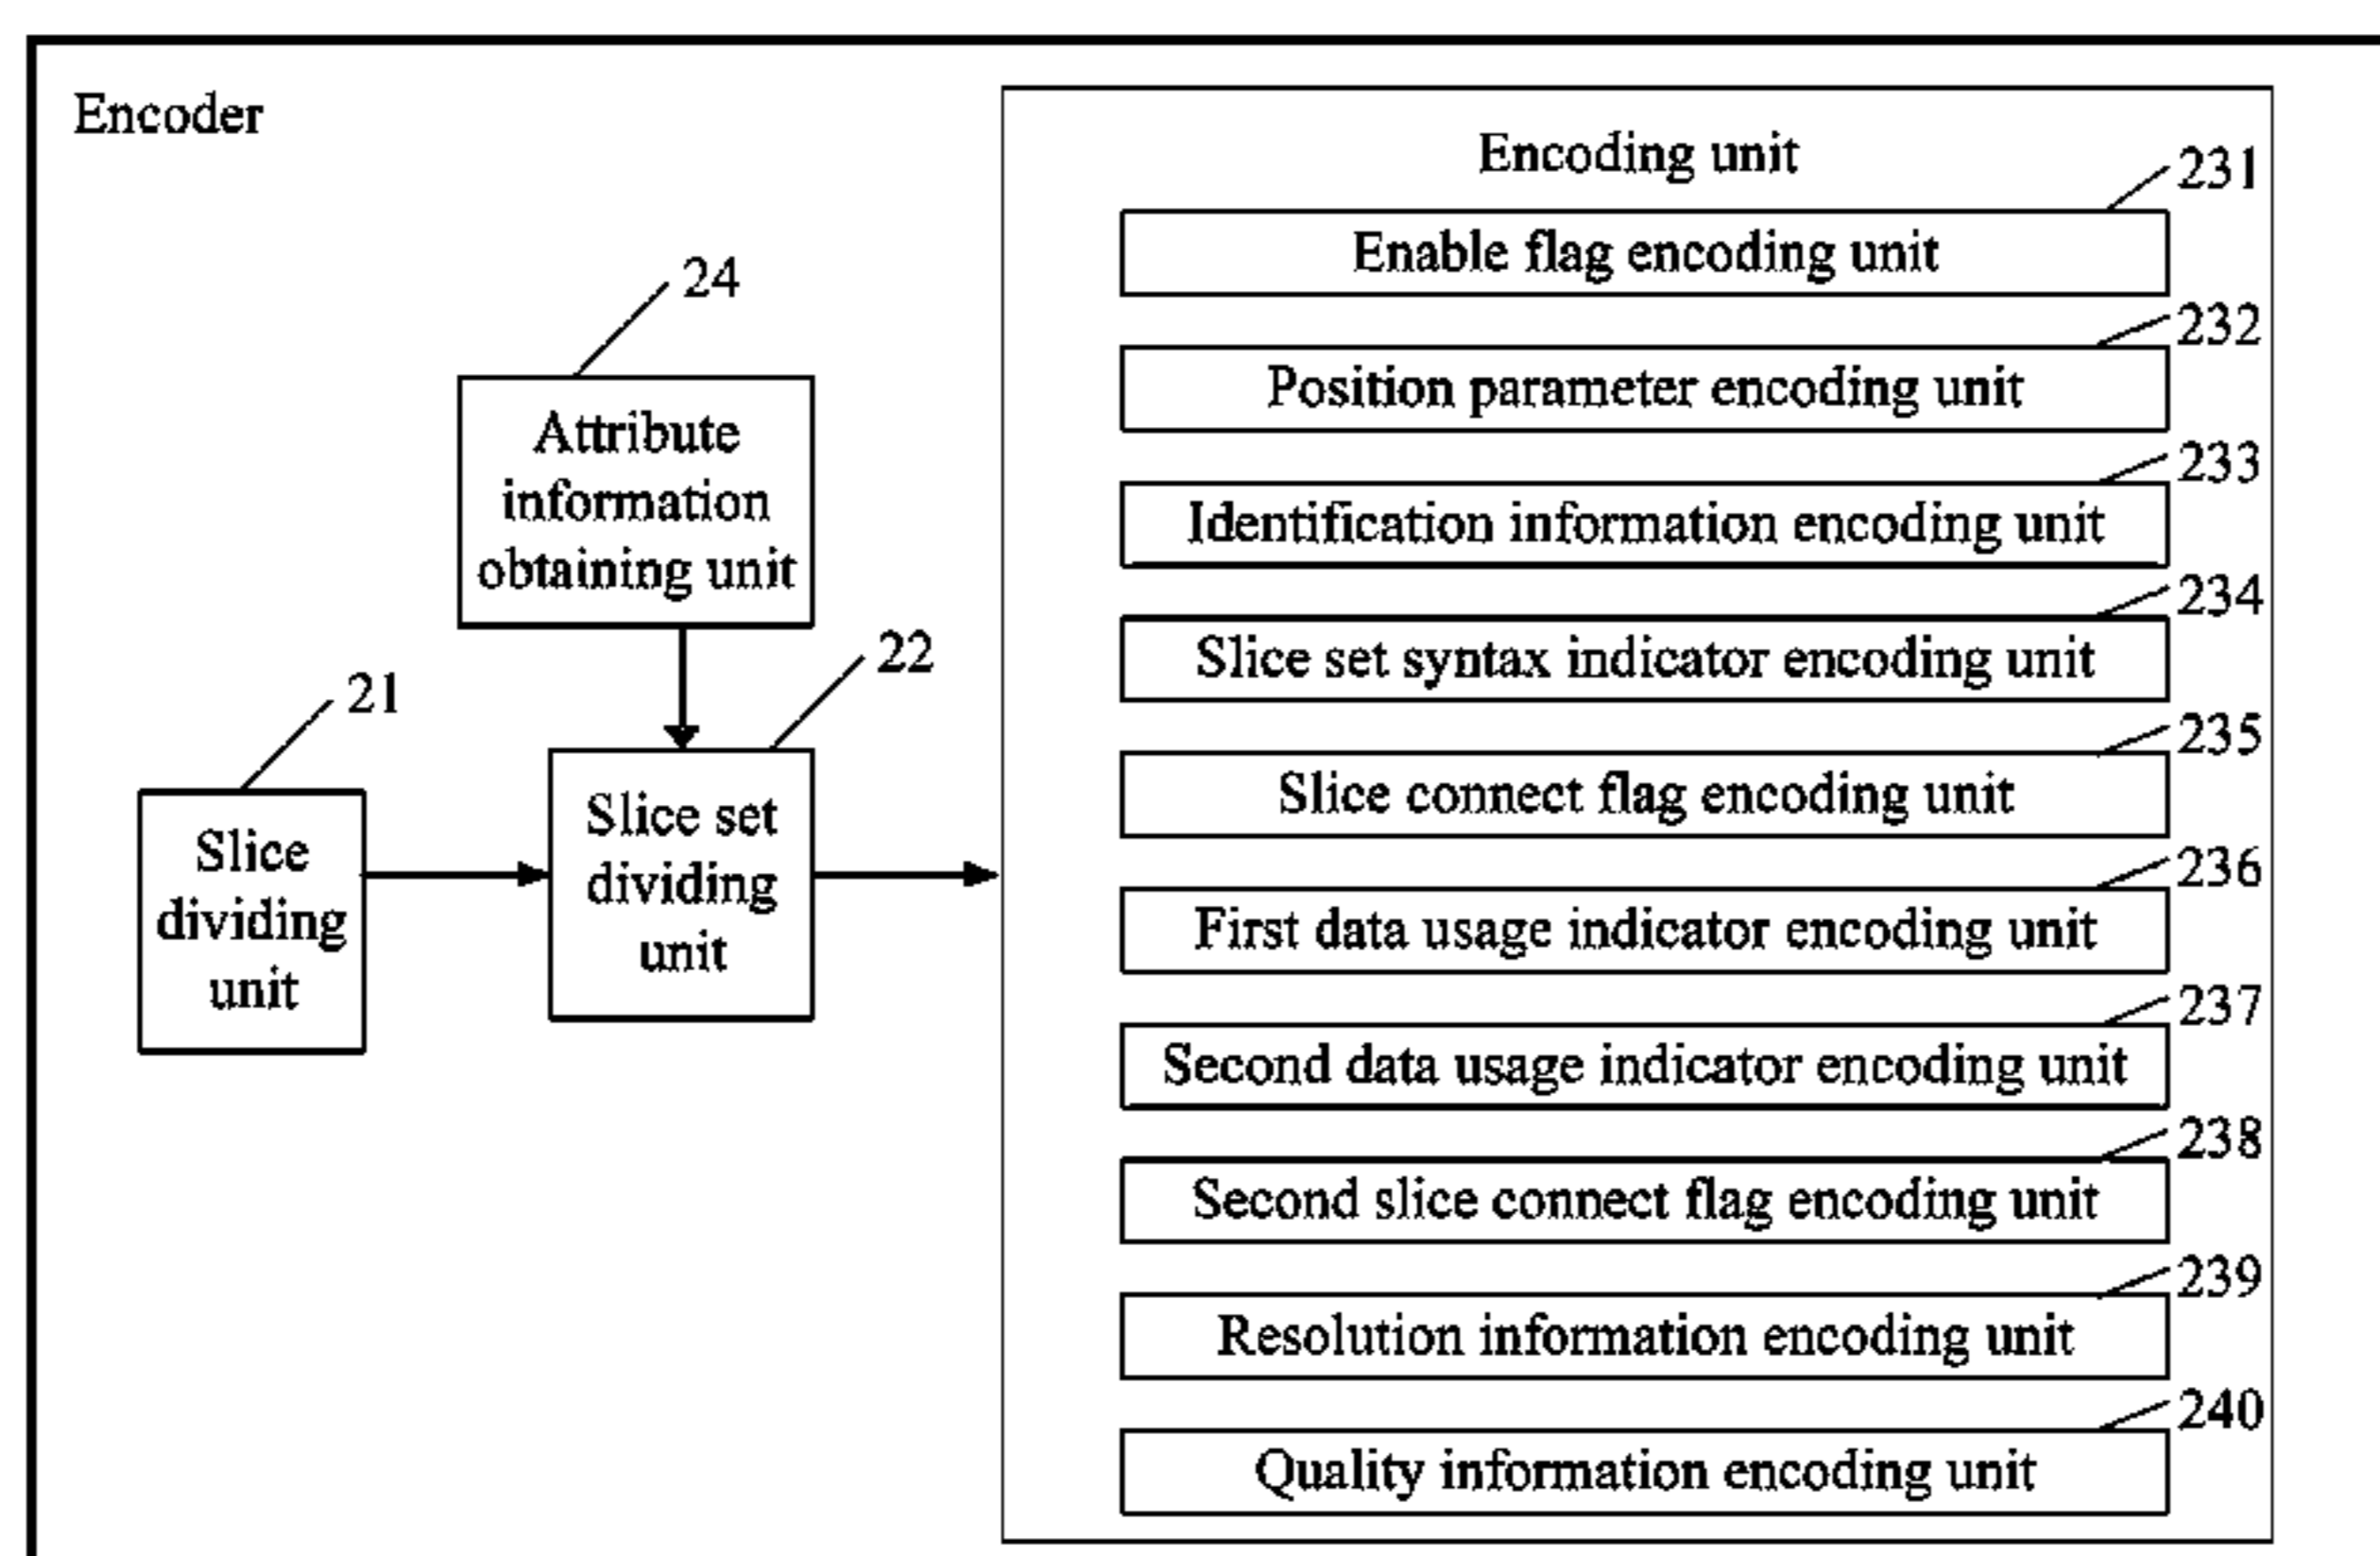 Encoder
24
Attribute
information
obtaining unit
21
22
Slice
dividing
unit
Slice set
dividing
unit
Encoding unit
231
Enable flag encoding unit
232
Position parameter encoding unit
233
Identification information encoding unit
234
Slice set syntax indicator encoding unit
235
Slice connect flag encoding unit
236
First data usage indicator encoding unit
237
Second data usage indicator encoding unit
238
Second slice connect flag encoding unit
239
Resolution information encoding unit
240
Quality information encoding unit